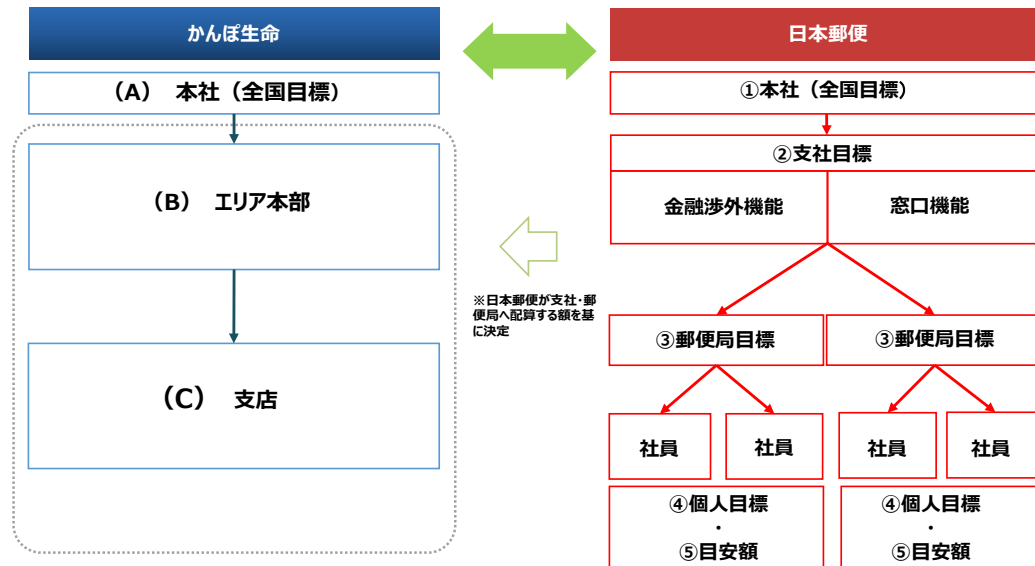 かんぽ生命
(A) 本社（全国目標）
(B) エリア本部
(C) 支店
※日本郵便が支社・郵
便局へ配算する額を基
に決定
日本郵便
①本社（全国目標）
②支社目標
金融渉外機能
窓口機能
③郵便局目標
③郵便局目標
社員
社員
社員
社員
④個人目標
・
⑤目安額
④個人目標
・
⑤目安額